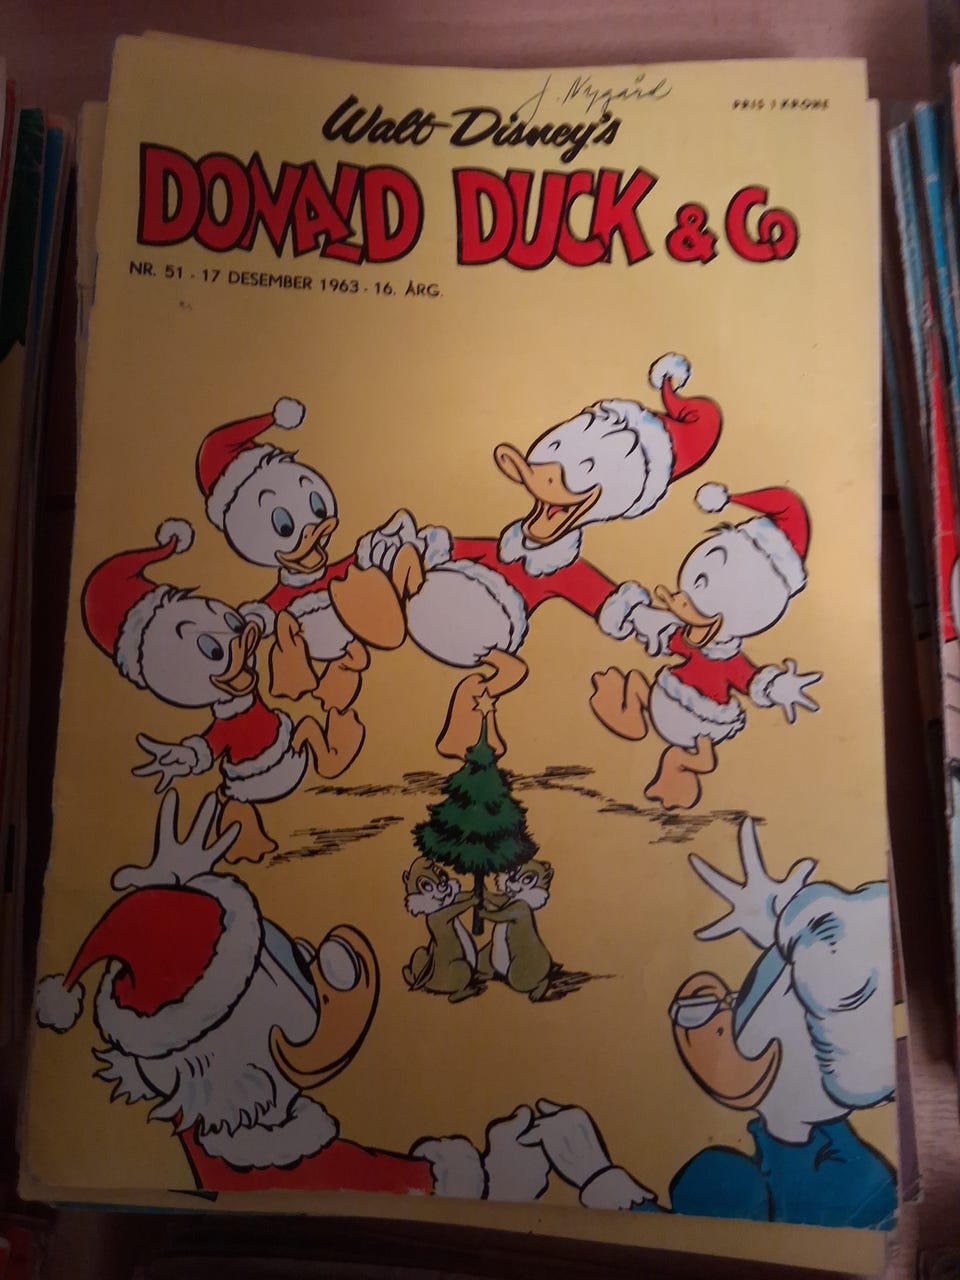 J. Nygård
PRIS 1 KRONE
Walt Disney's
DONALD DUCK & Co
NR. 51 - 17 DESEMBER 1963 - 16. ÅRG.